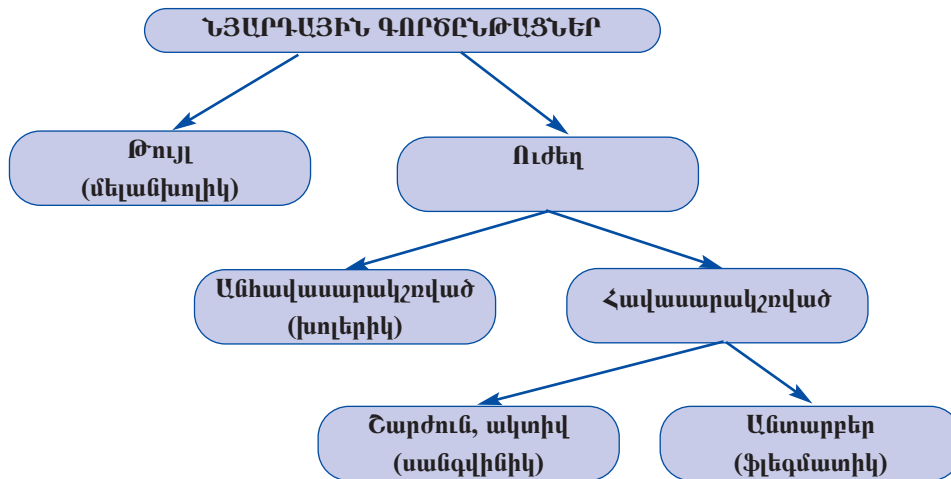 ՆՅԱՐԴԱՅԻՆ ԳՈՐԾԸՆԹԱՑՆԵՐ
Թույլ
(մելանխոլիկ)
Ուժեղ
Անհավասարակշռված
(խոլերիկ)
Հավասարակշռված
Շարժուն, ակտիվ
(սանգվինիկ)
Անտարբեր
(ֆլեգմատիկ)